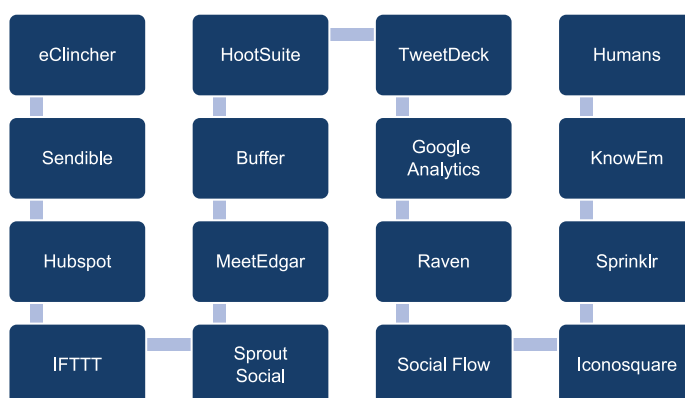 eClincher
HootSuite
TweetDeck
Humans
Sendible
Buffer
Google
Analytics
KnowEm
Hubspot
MeetEdgar
Raven
Sprinklr
IFTTT
Sprout
Social
Social Flow
Iconosquare